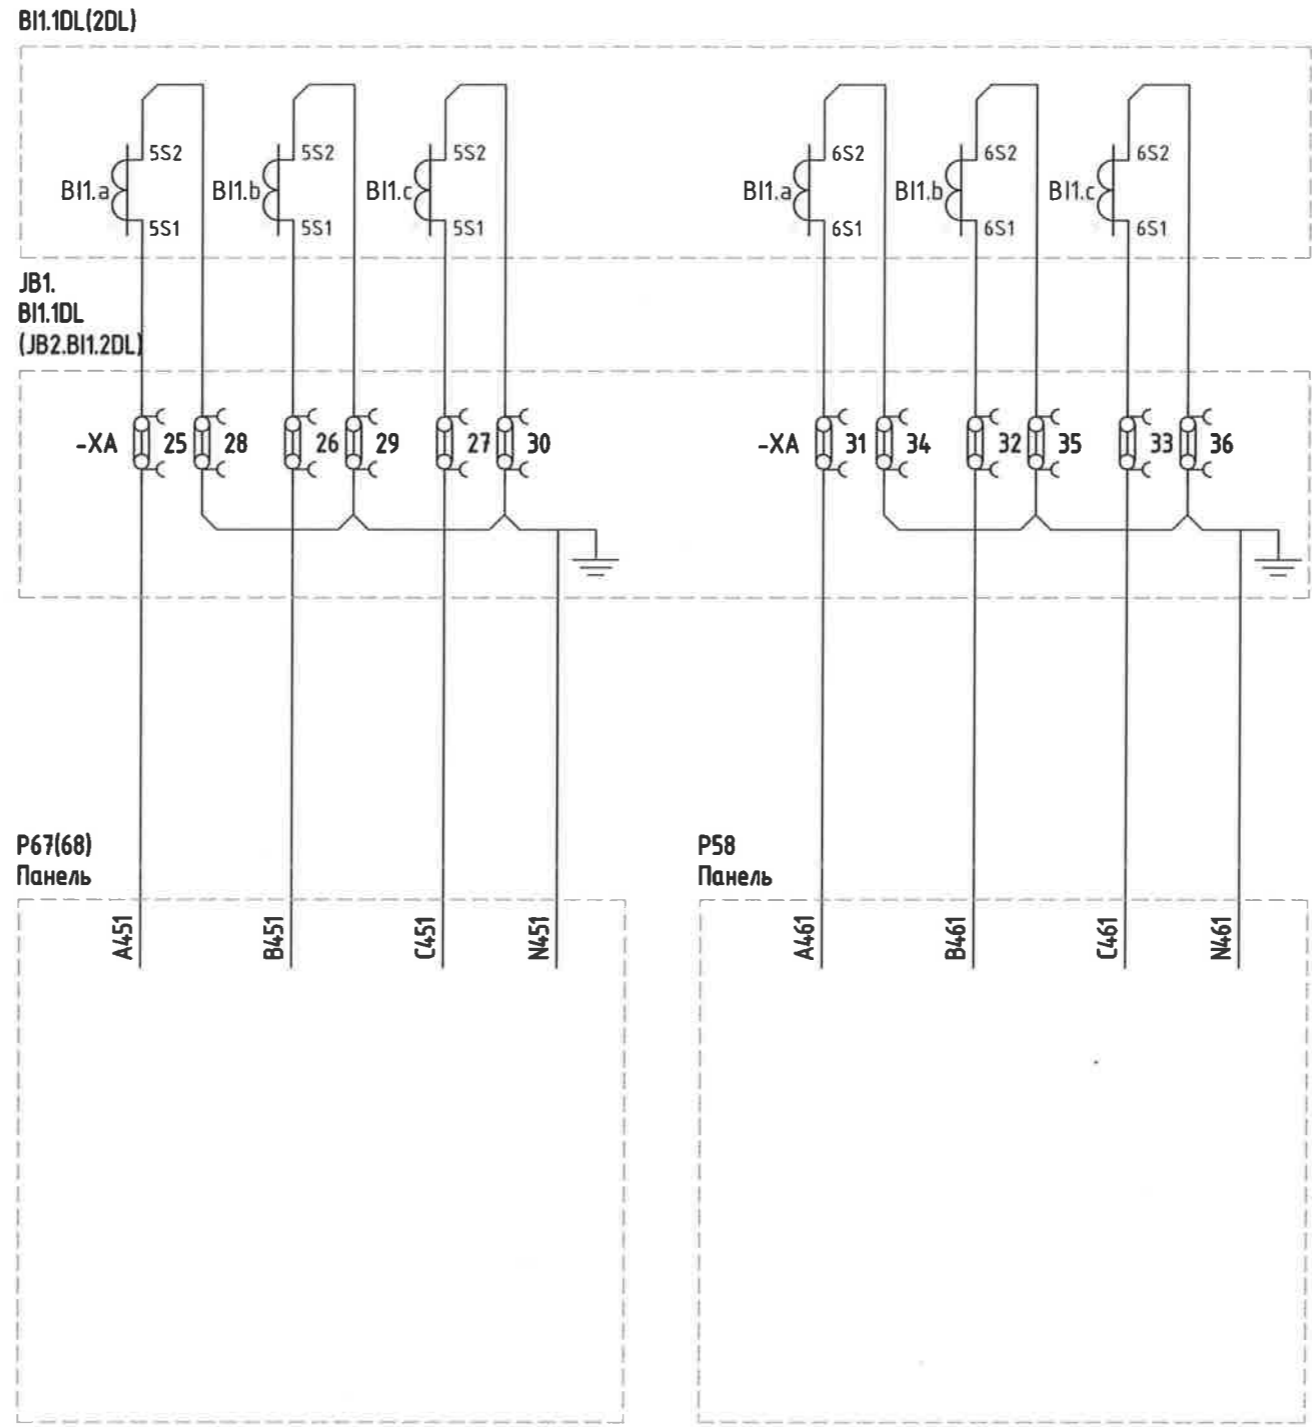 BI1.1DL(2DL)
5S2 5S2 5S2 6S2 6S2 6S2
BI1.a BI1.b BI1.c BI1.a BI1.b BI1.c
5S1 5S1 5S1 6S1 6S1 6S1
JB1.
BI1.1DL
(JB2.BI1.2DL)
-XA 25 28 26 29 27 30 -XA 31 34 32 35 33 36
P67(68)
Панель
P58
Панель
A451 B451 C451 N451 A461 B461 C461 N461